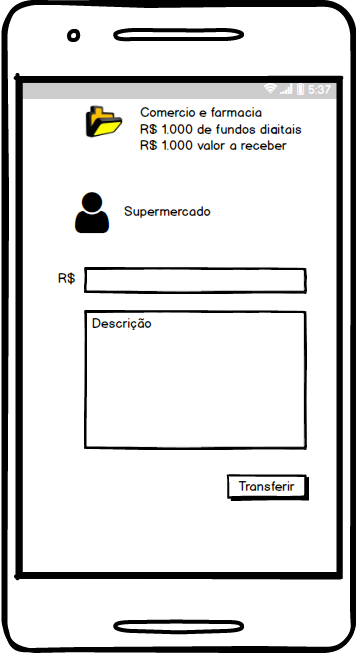 5:37
Comercio e farmacia
R$ 1.000 de fundos digitais
R$ 1.000 valor a receber
Supermercado
R$
Descrição
Transferir